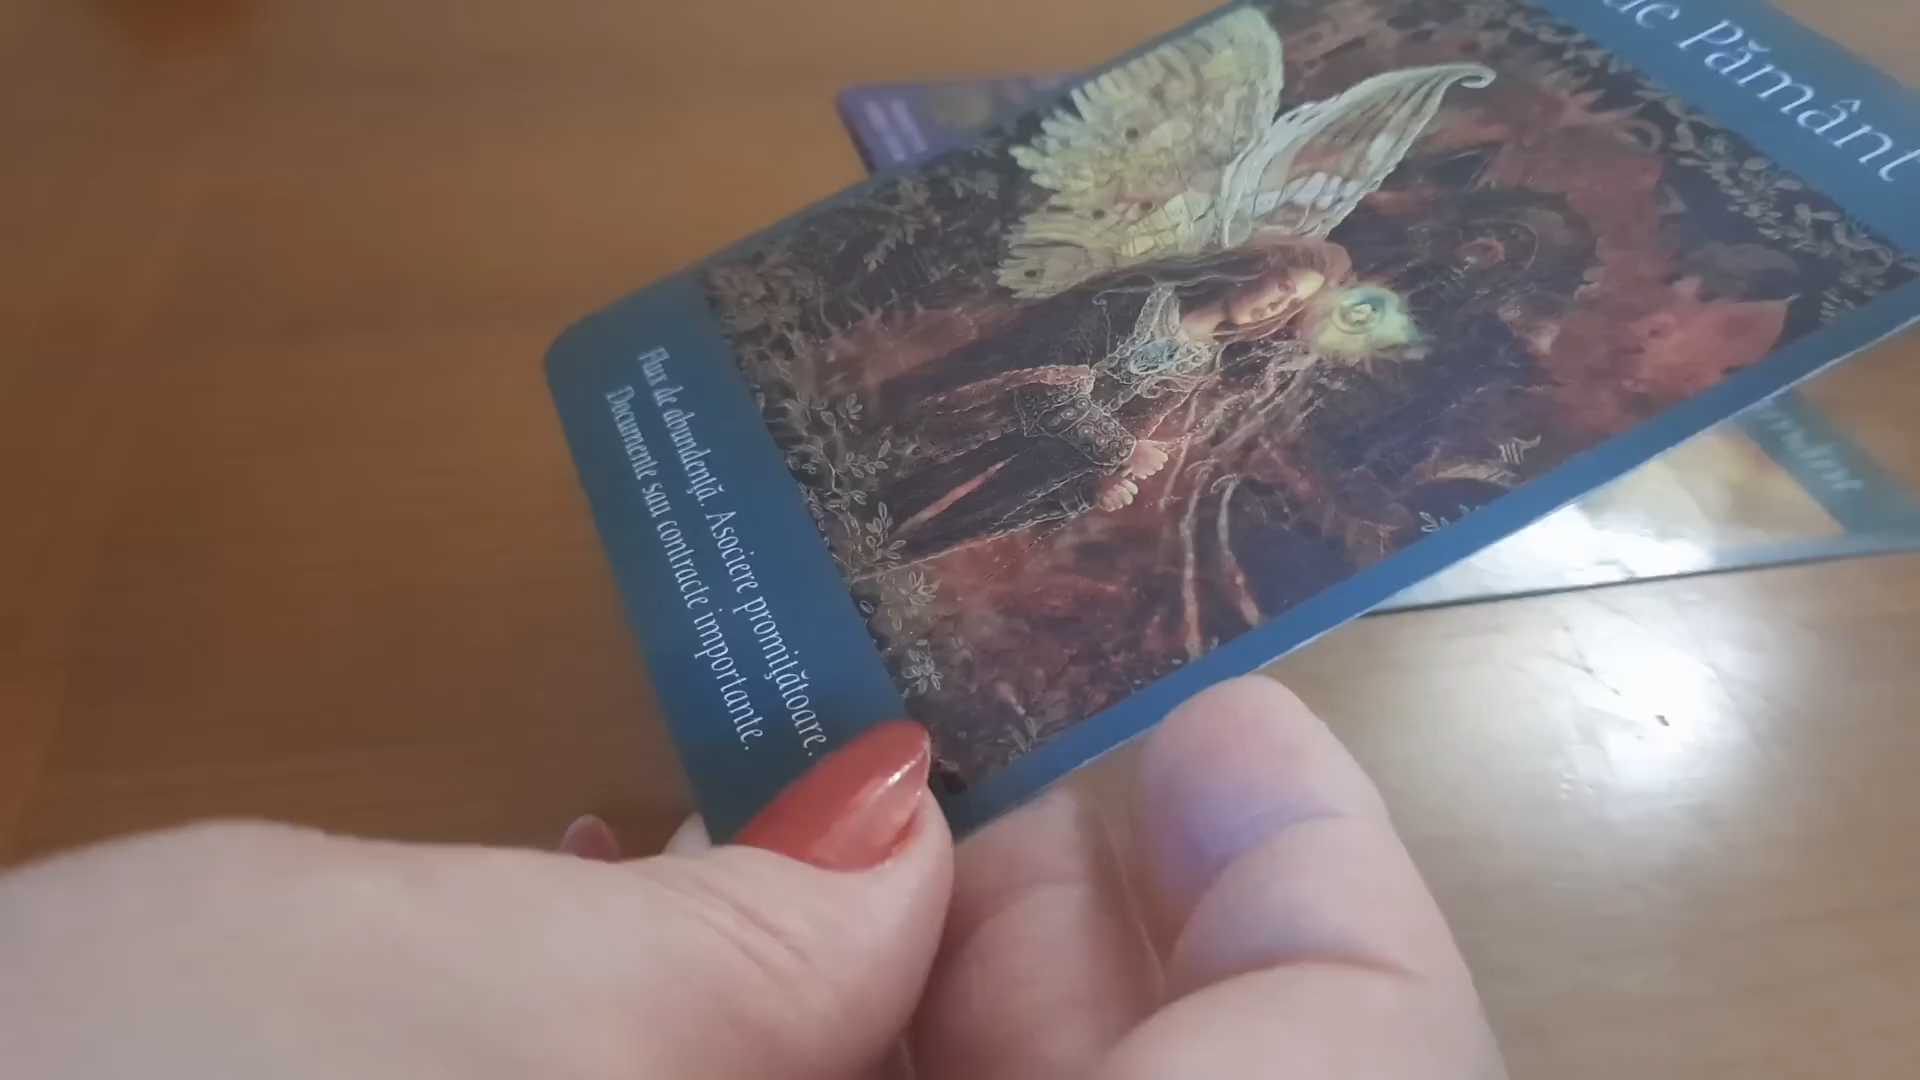 de Pământ
Flux de abundență. Asociere promițătoare.
Documente sau contracte importante.